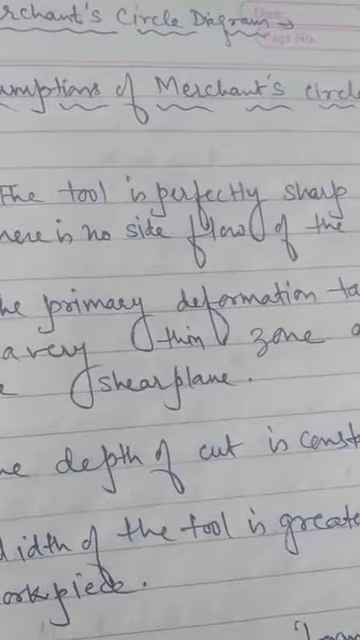 erchant's Circle Diagram →
umptions of Merchant's Circle
The tool is perfectly sharp
here is no side flow of the
he primary deformation ta
a very thin zone a
e shear plane.
he depth of cut is const
Width of the tool is greate
orkpiece.